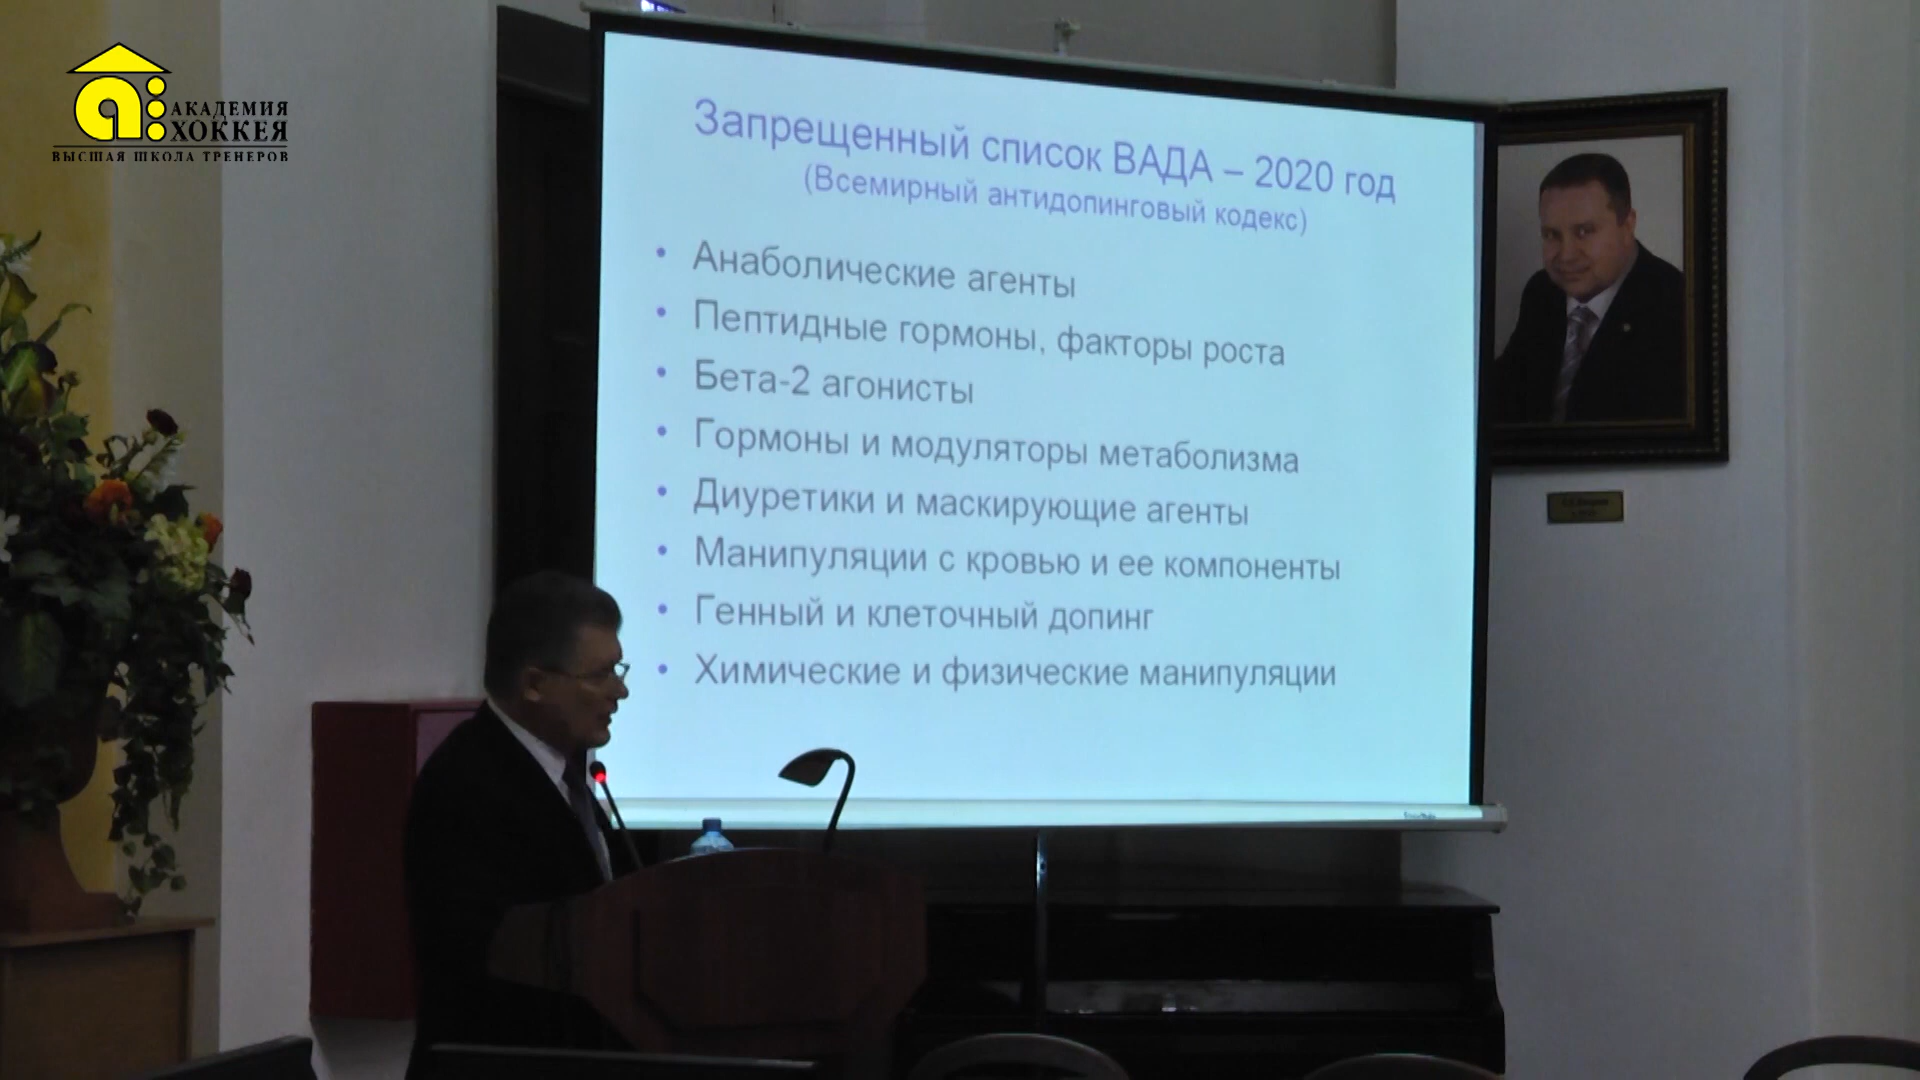 АКАДЕМИЯ
ХОККЕЯ
ВЫСШАЯ ШКОЛА ТРЕНЕРОВ
Запрещенный список ВАДА – 2020 год
(Всемирный антидопинговый кодекс)
• Анаболические агенты
• Пептидные гормоны, факторы роста
• Бета-2 агонисты
• Гормоны и модуляторы метаболизма
• Диуретики и маскирующие агенты
• Манипуляции с кровью и ее компоненты
• Генный и клеточный допинг
• Химические и физические манипуляции